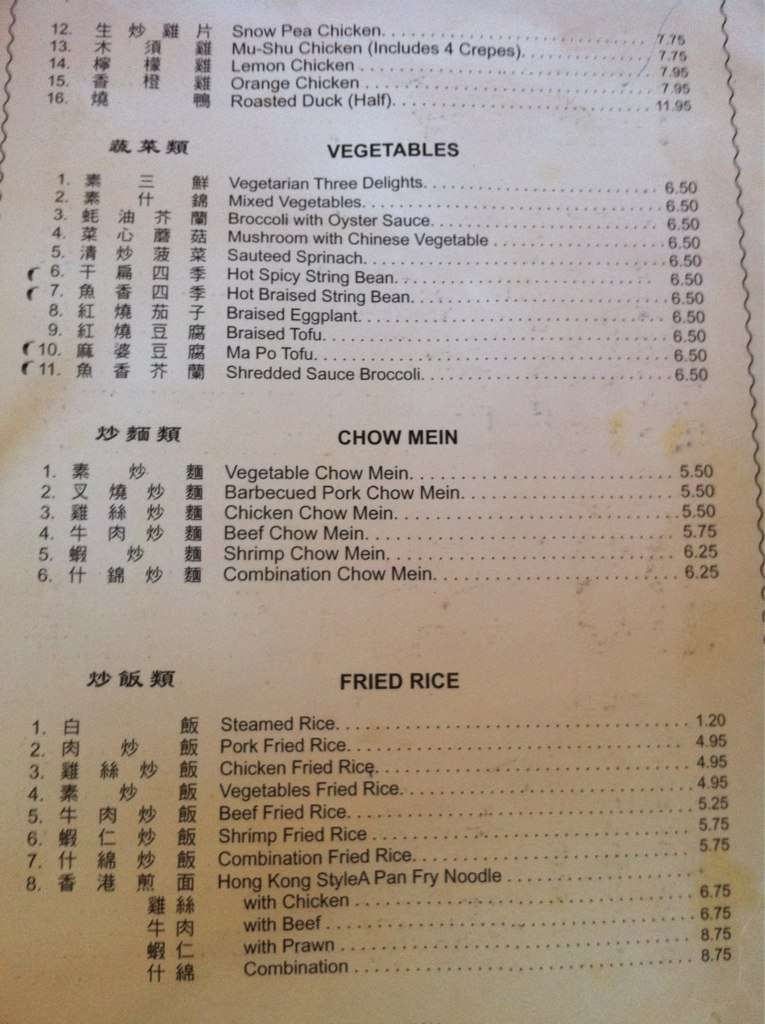 12. 生炒雞片 Snow Pea Chicken. 7.75
13. 木須雞 Mu-Shu Chicken (Includes 4 Crepes). 7.75
14. 檸檬雞 Lemon Chicken 7.95
15. 香橙雞 Orange Chicken 7.95
16. 燒鴨 Roasted Duck (Half). 11.95
蔬菜類 VEGETABLES
1. 素三鮮 Vegetarian Three Delights. 6.50
2. 素什錦 Mixed Vegetables. 6.50
3. 蚝油芥蘭 Broccoli with Oyster Sauce. 6.50
4. 菜心蘑菇 Mushroom with Chinese Vegetable 6.50
5. 清炒菠菜 Sauteed Sprinach. 6.50
6. 干扁四季 Hot Spicy String Bean. 6.50
7. 魚香四季 Hot Braised String Bean. 6.50
8. 紅燒茄子 Braised Eggplant. 6.50
9. 紅燒豆腐 Braised Tofu. 6.50
10. 麻婆豆腐 Ma Po Tofu. 6.50
11. 魚香芥蘭 Shredded Sauce Broccoli. 6.50
炒麵類 CHOW MEIN
1. 素炒麵 Vegetable Chow Mein. 5.50
2. 叉燒炒麵 Barbecued Pork Chow Mein. 5.50
3. 雞絲炒麵 Chicken Chow Mein. 5.50
4. 牛肉炒麵 Beef Chow Mein. 5.75
5. 蝦炒麵 Shrimp Chow Mein. 6.25
6. 什錦炒麵 Combination Chow Mein. 6.25
炒飯類 FRIED RICE
1. 白飯 Steamed Rice. 1.20
2. 肉炒飯 Pork Fried Rice. 4.95
3. 雞絲炒飯 Chicken Fried Rice. 4.95
4. 素炒飯 Vegetables Fried Rice. 4.95
5. 牛肉炒飯 Beef Fried Rice. 5.25
6. 蝦仁炒飯 Shrimp Fried Rice 5.75
7. 什綿炒飯 Combination Fried Rice. 5.75
8. 香港煎面 Hong Kong StyleA Pan Fry Noodle
雞絲 with Chicken 6.75
牛肉 with Beef 6.75
蝦仁 with Prawn 8.75
什綿 Combination 8.75